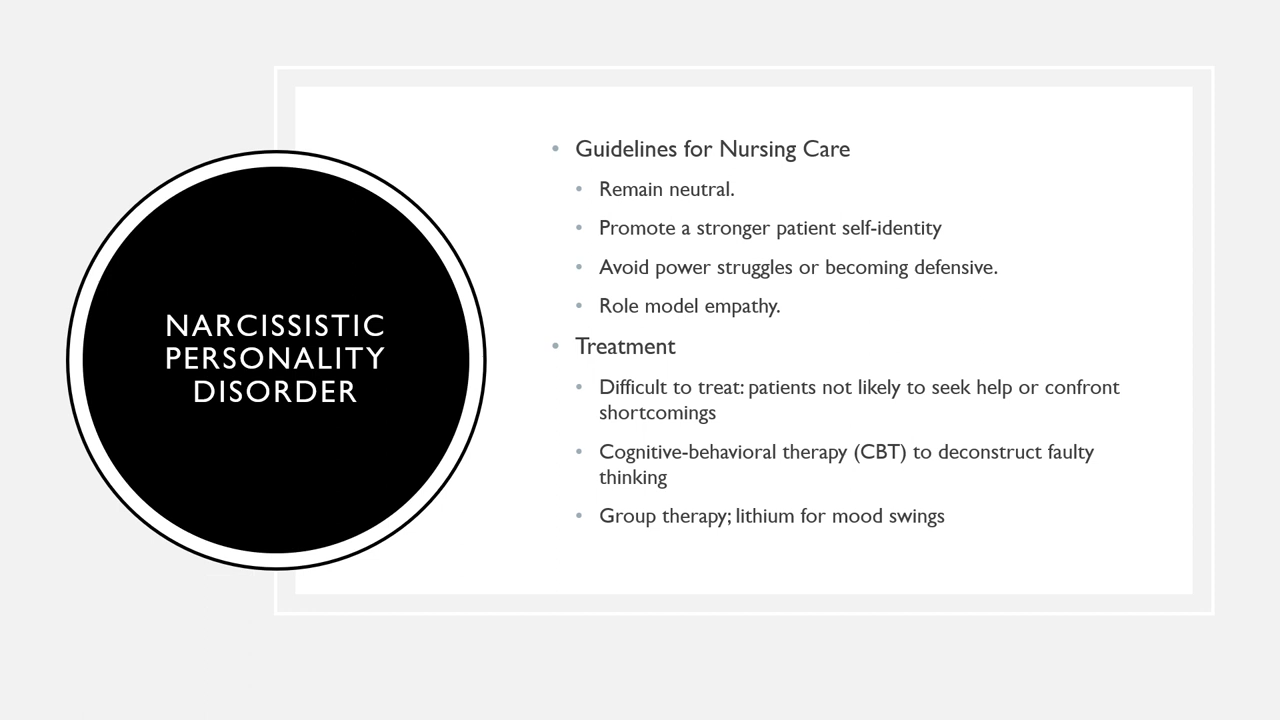 NARCISSISTIC
PERSONALITY
DISORDER
• Guidelines for Nursing Care
• Remain neutral.
• Promote a stronger patient self-identity
• Avoid power struggles or becoming defensive.
• Role model empathy.
• Treatment
• Difficult to treat: patients not likely to seek help or confront
shortcomings
• Cognitive-behavioral therapy (CBT) to deconstruct faulty
thinking
• Group therapy; lithium for mood swings